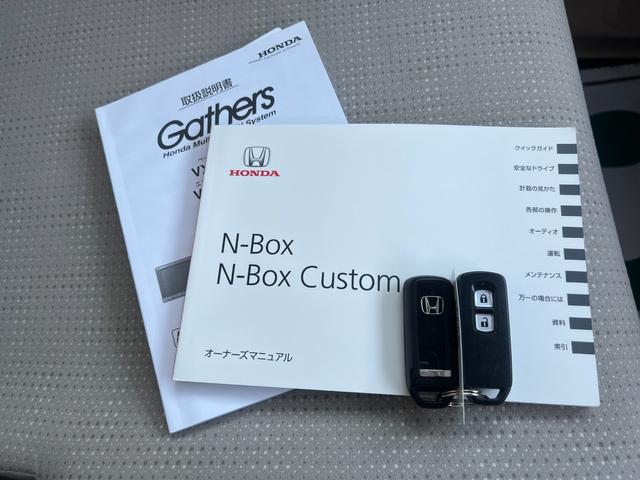 HONDA
取扱説明書
Gathers
HONDA
N-Box
N-Box Custom
オーナーズマニュアル
クイックガイド
安全なドライブ
計器の見かた
各部の操作
オーディオ
運転
メンテナンス
万一の場合には
資料
索引